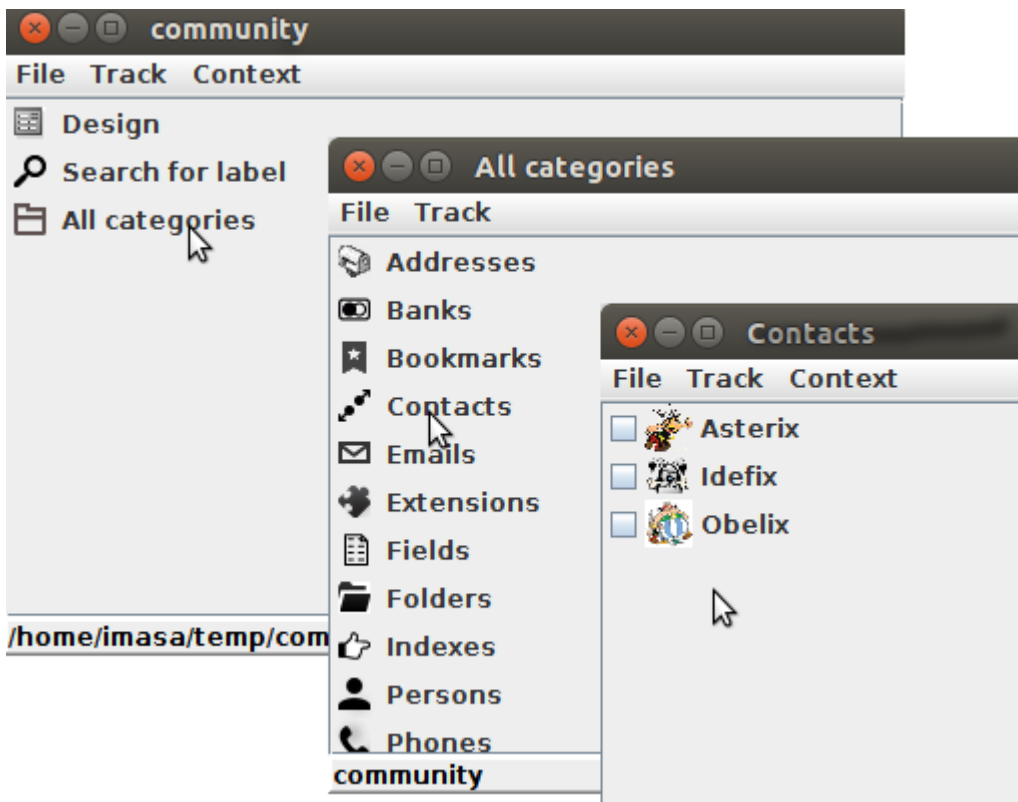 community
File Track Context
Design
Search for label
All categories
/home/imasa/temp/com
All categories
File Track
Addresses
Banks
Bookmarks
Contacts
Emails
Extensions
Fields
Folders
Indexes
Persons
Phones
community
Contacts
File Track Context
Asterix
Idefix
Obelix